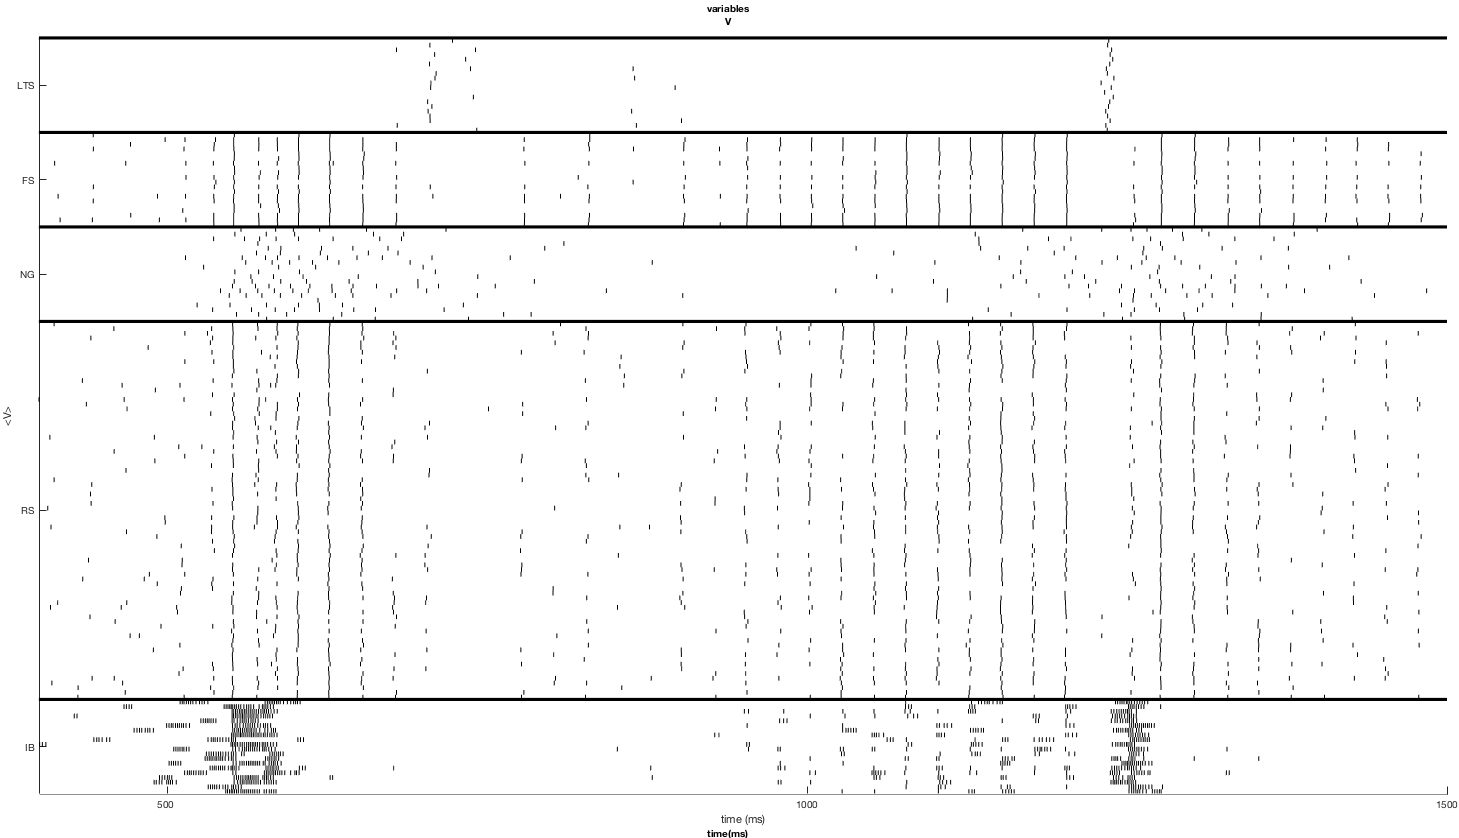 variables
V
LTS
FS
NG
RS
IB
<V>
500
1000
1500
time (ms)
time(ms)